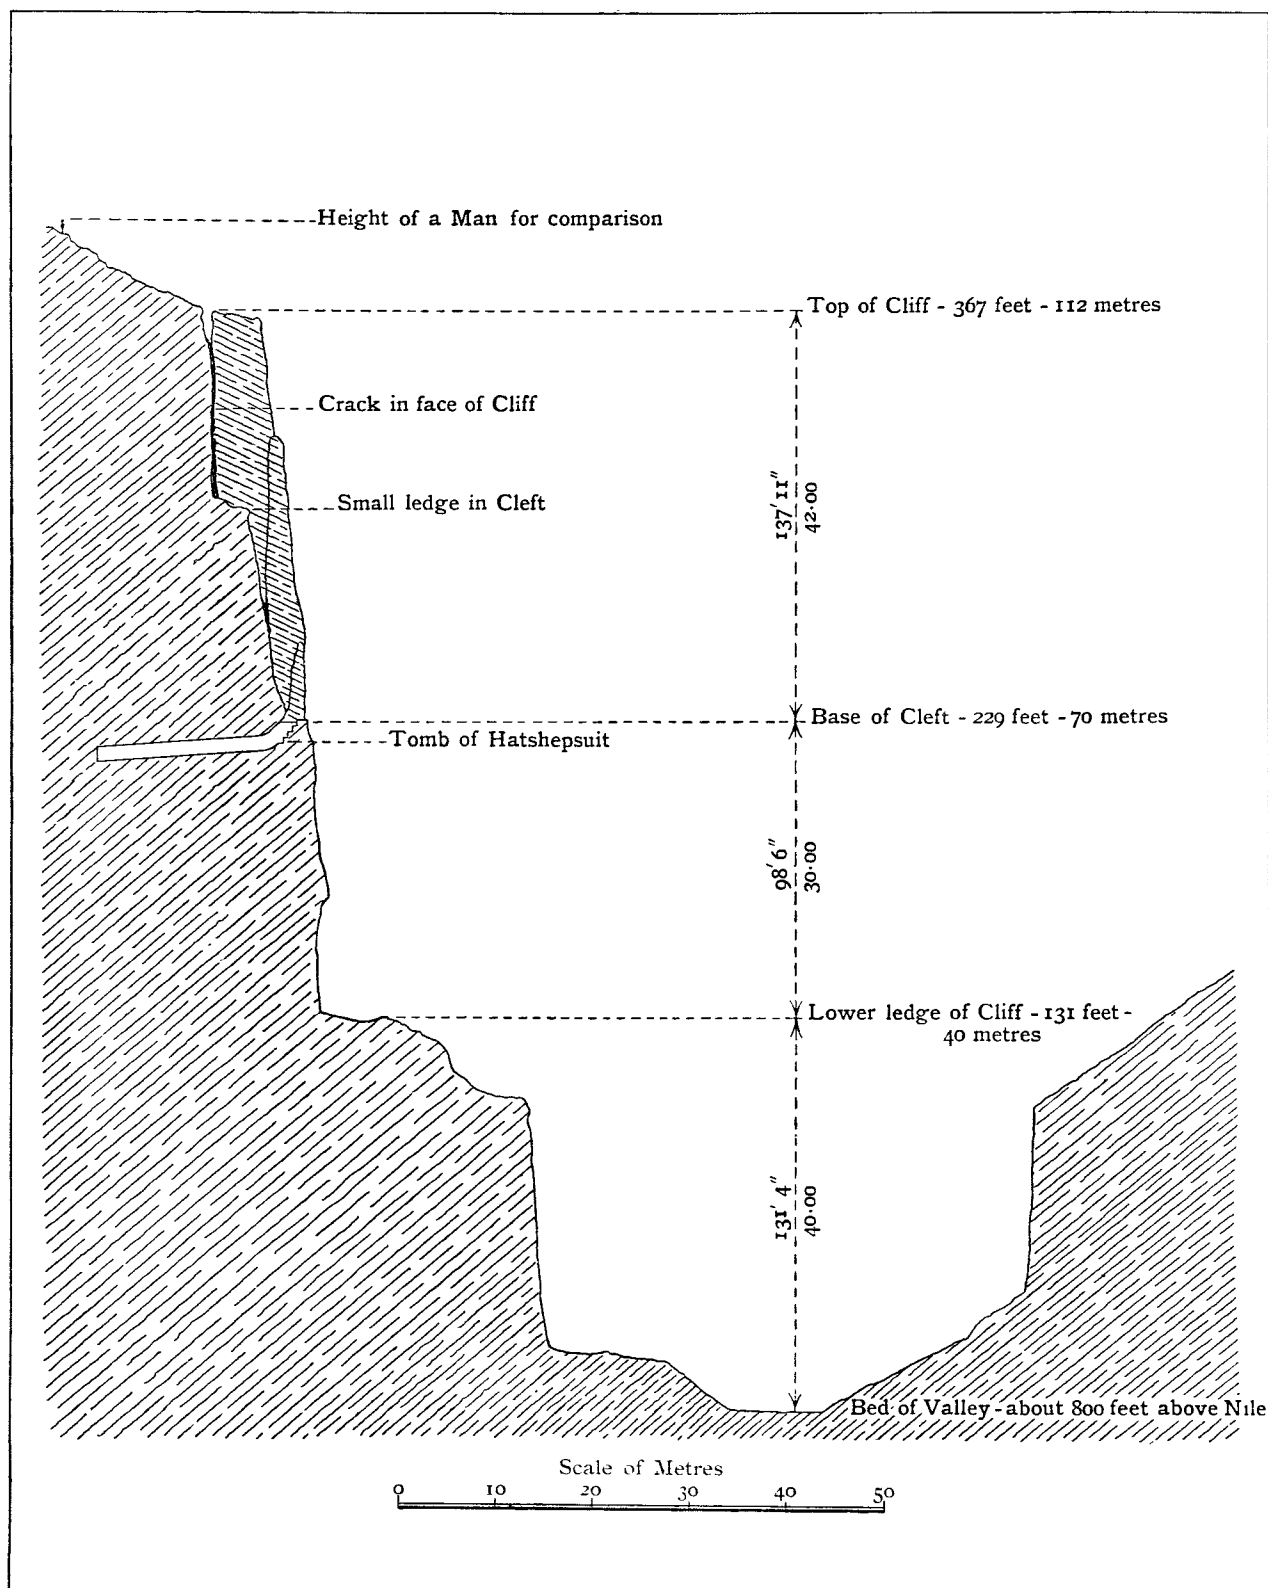 Height of a Man for comparison
Top of Cliff - 367 feet - 112 metres
Crack in face of Cliff
137' 11"
42·00
Small ledge in Cleft
Base of Cleft - 229 feet - 70 metres
Tomb of Hatshepsuit
98' 6"
30·00
Lower ledge of Cliff - 131 feet -
40 metres
131' 4"
40·00
Bed of Valley - about 800 feet above Nile
Scale of Metres
0 10 20 30 40 50